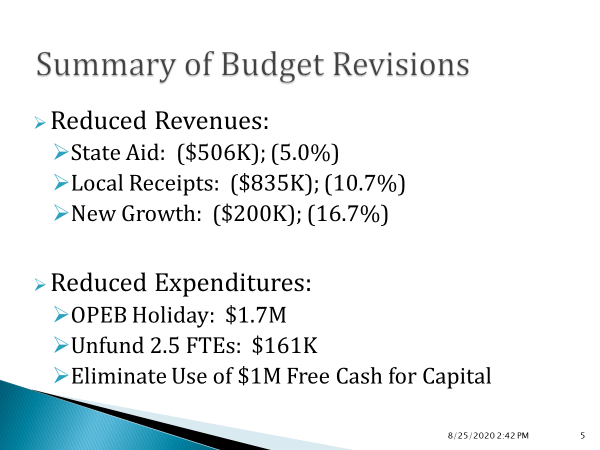 Summary of Budget Revisions
Reduced Revenues:
State Aid: ($506K); (5.0%)
Local Receipts: ($835K); (10.7%)
New Growth: ($200K); (16.7%)
Reduced Expenditures:
OPEB Holiday: $1.7M
Unfund 2.5 FTEs: $161K
Eliminate Use of $1M Free Cash for Capital
8/25/2020 2:42 PM 5